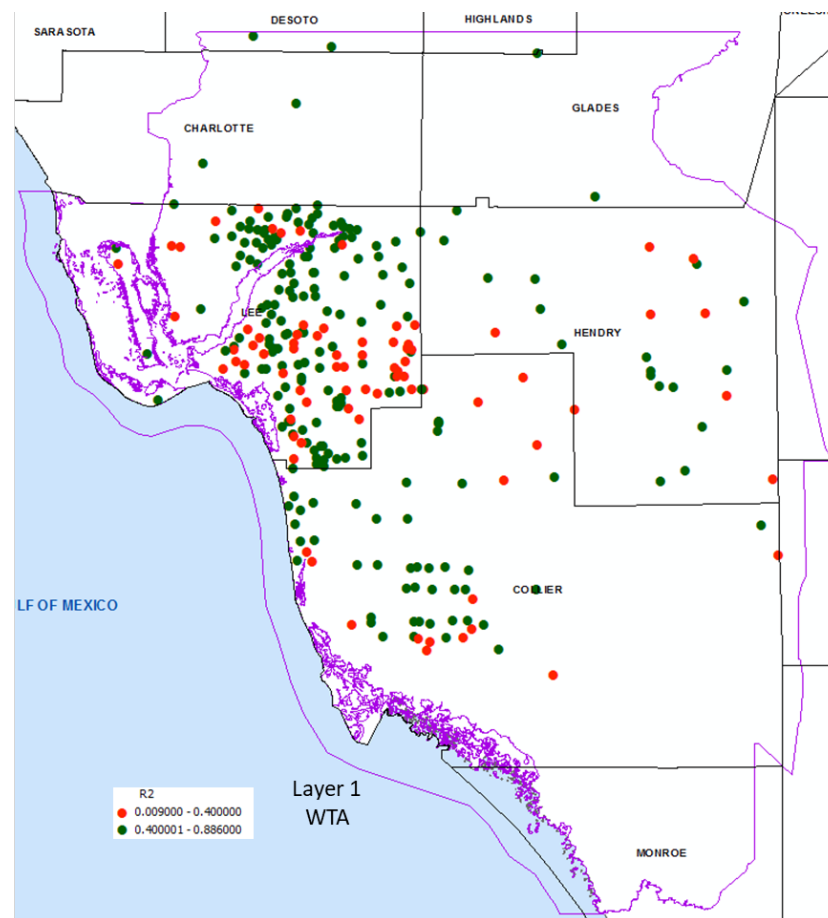 DESOTO
HIGHLANDS
SARASOTA
GLADES
CHARLOTTE
LEE
HENDRY
COLLIER
LF OF MEXICO
Layer 1
WTA
R2
0.009000 - 0.400000
0.400001 - 0.886000
MONROE